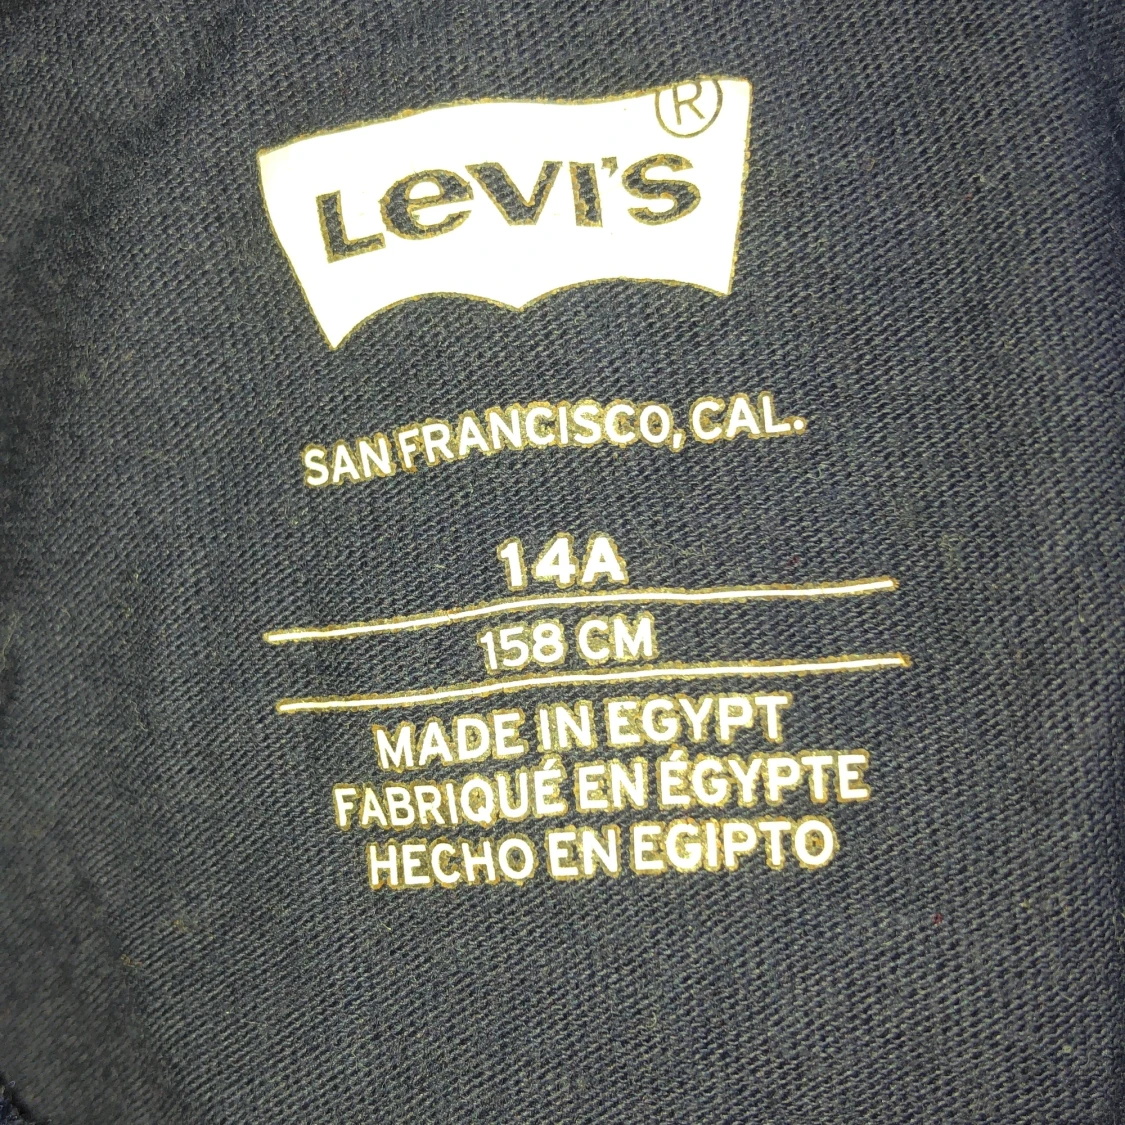 LEVI'S
®
SAN FRANCISCO, CAL.
14A
158 CM
MADE IN EGYPT
FABRIQUÉ EN ÉGYPTE
HECHO EN EGIPTO